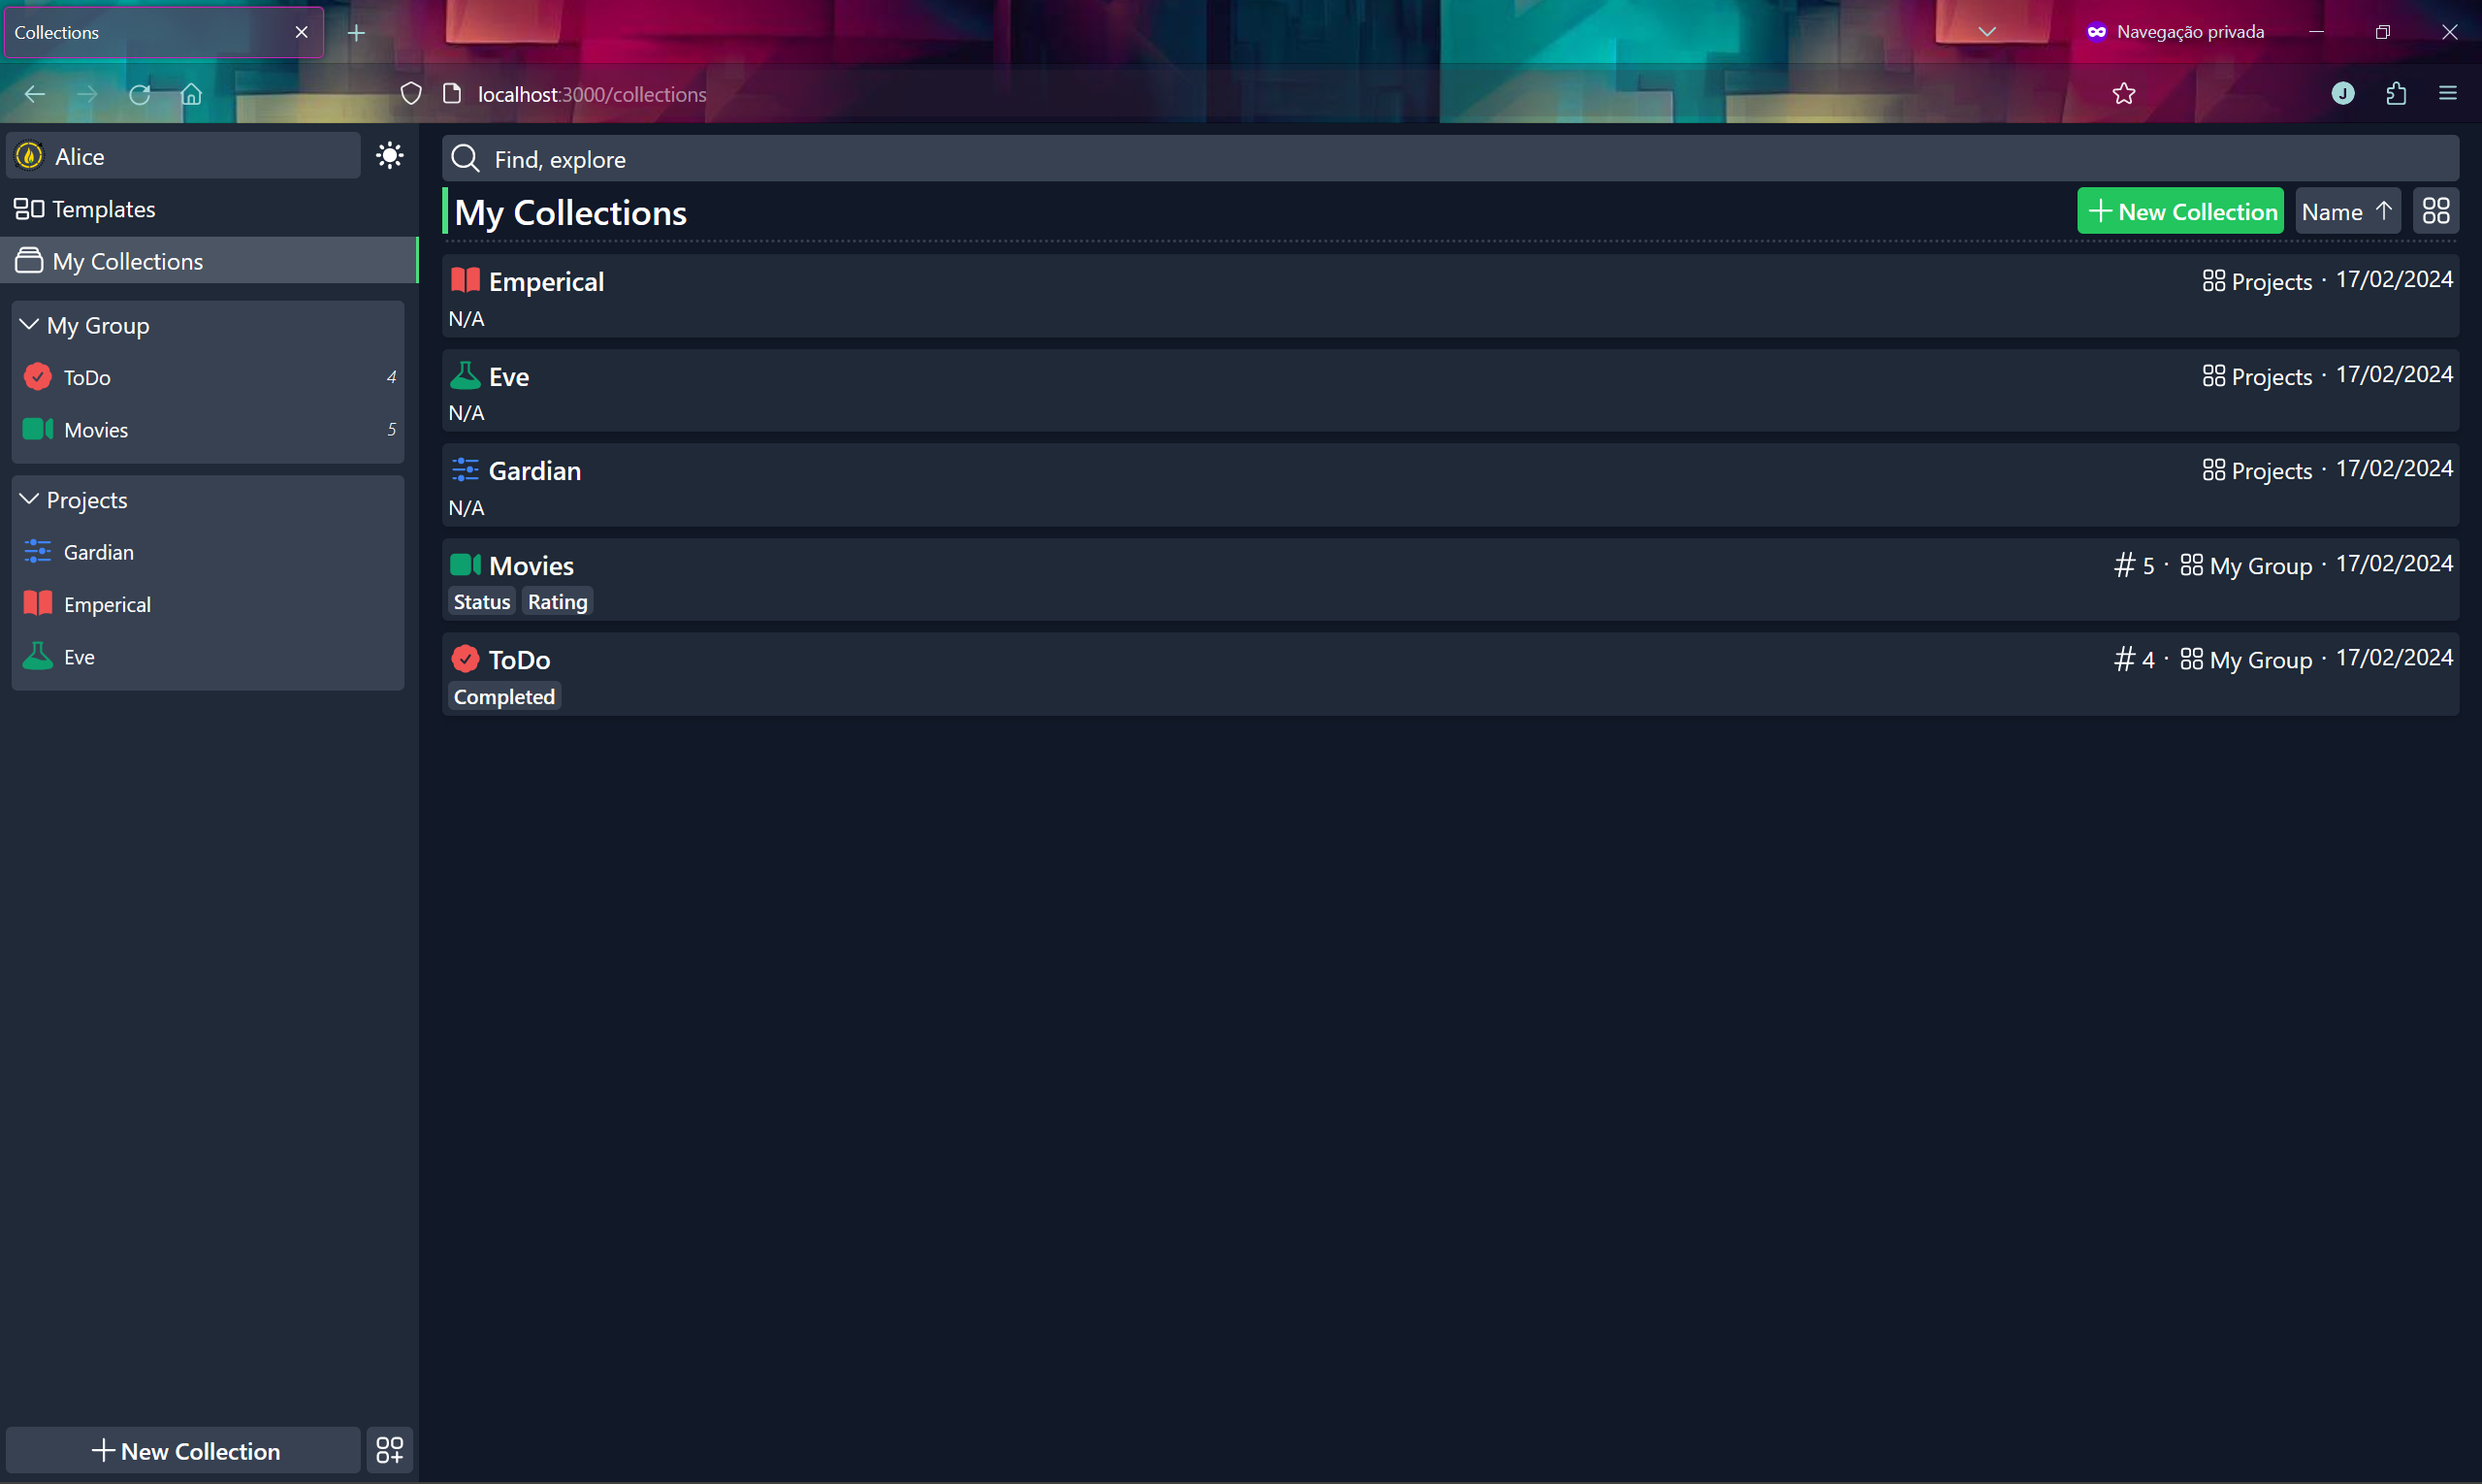 Collections
Navegação privada
localhost:3000/collections
J
Alice
Templates
My Collections
My Group
ToDo 4
Movies 5
Projects
Gardian
Emperical
Eve
New Collection
Find, explore
My Collections
New Collection
Name
Emperical
Projects · 17/02/2024
N/A
Eve
Projects · 17/02/2024
N/A
Gardian
Projects · 17/02/2024
N/A
Movies
# 5 · My Group · 17/02/2024
Status Rating
ToDo
# 4 · My Group · 17/02/2024
Completed